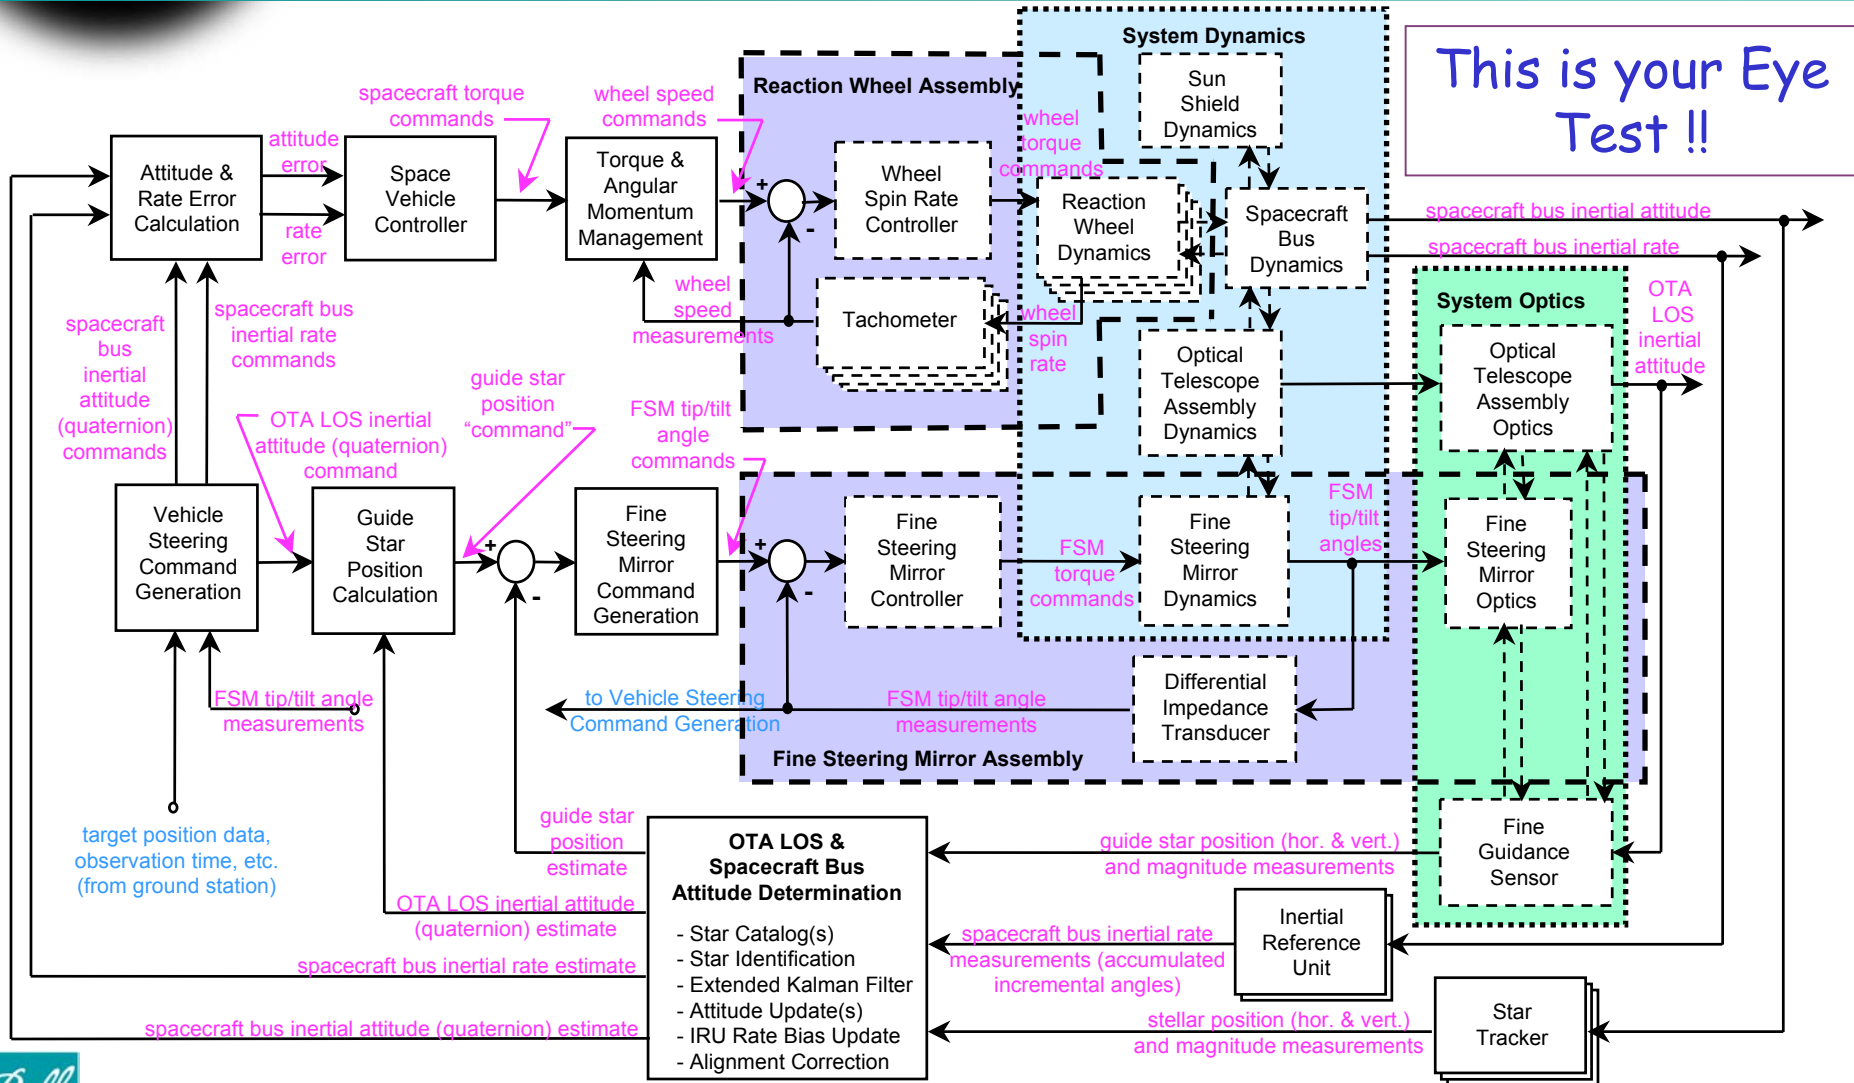 System Dynamics
This is your Eye
Test !!
Reaction Wheel Assembly
Sun
Shield
Dynamics
spacecraft torque
commands
wheel speed
commands
wheel
torque
commands
attitude
error
Attitude &
Rate Error
Calculation
Space
Vehicle
Controller
Torque &
Angular
Momentum
Management
+
-
Wheel
Spin Rate
Controller
Reaction
Wheel
Dynamics
Spacecraft
Bus
Dynamics
spacecraft bus inertial attitude
spacecraft bus inertial rate
rate
error
wheel
speed
measurements
Tachometer
wheel
spin
rate
System Optics
OTA
LOS
inertial
attitude
spacecraft
bus
inertial
attitude
(quaternion)
commands
spacecraft bus
inertial rate
commands
Optical
Telescope
Assembly
Dynamics
Optical
Telescope
Assembly
Optics
guide star
position
“command”
OTA LOS inertial
attitude (quaternion)
command
FSM tip/tilt
angle
commands
Vehicle
Steering
Command
Generation
Guide
Star
Position
Calculation
+
-
Fine
Steering
Mirror
Command
Generation
+
-
Fine
Steering
Mirror
Controller
FSM
torque
commands
Fine
Steering
Mirror
Dynamics
FSM
tip/tilt
angles
Fine
Steering
Mirror
Optics
FSM tip/tilt angle
measurements
to Vehicle Steering
Command Generation
FSM tip/tilt angle
measurements
Differential
Impedance
Transducer
Fine Steering Mirror Assembly
target position data,
observation time, etc.
(from ground station)
guide star
position
estimate
OTA LOS &
Spacecraft Bus
Attitude Determination
- Star Catalog(s)
- Star Identification
- Extended Kalman Filter
- Attitude Update(s)
- IRU Rate Bias Update
- Alignment Correction
guide star position (hor. & vert.)
and magnitude measurements
Fine
Guidance
Sensor
OTA LOS inertial attitude
(quaternion) estimate
spacecraft bus inertial rate
measurements (accumulated
incremental angles)
Inertial
Reference
Unit
spacecraft bus inertial rate estimate
spacecraft bus inertial attitude (quaternion) estimate
stellar position (hor. & vert.)
and magnitude measurements
Star
Tracker
Ball